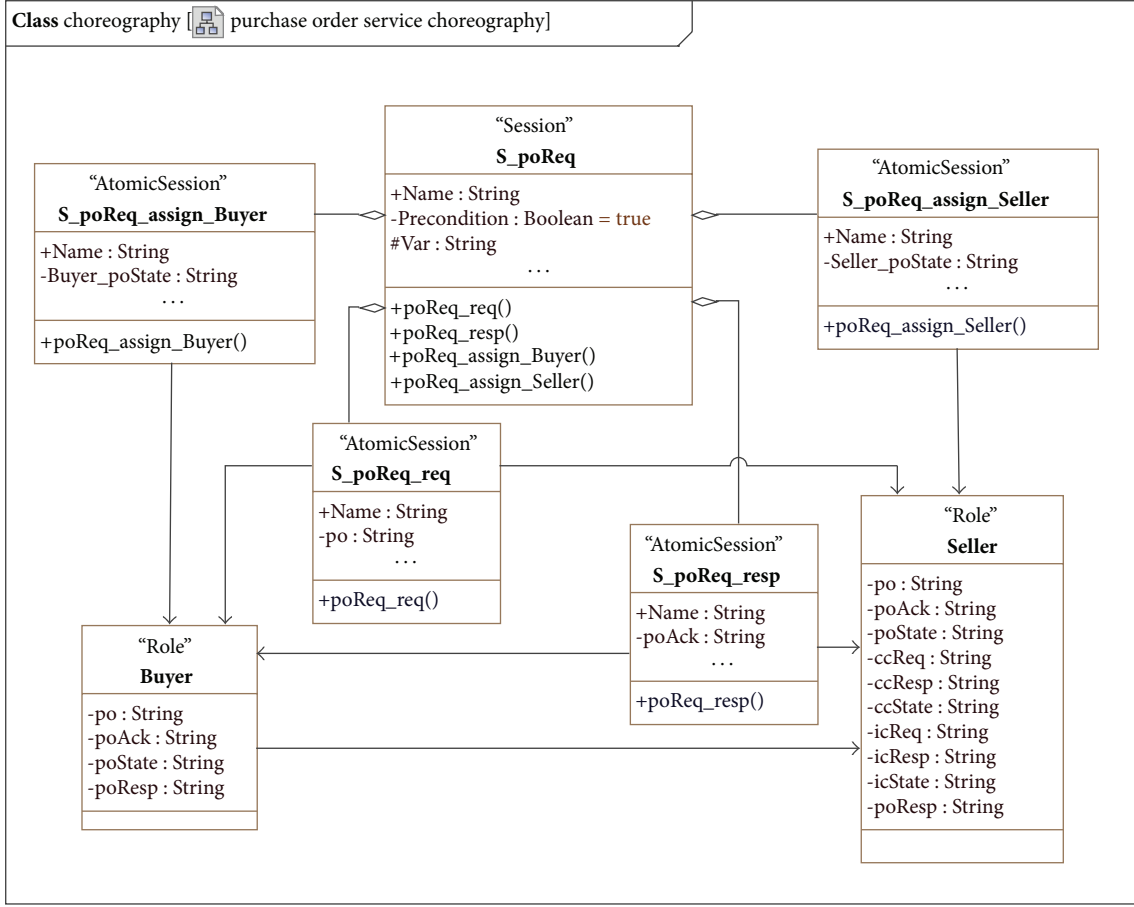 Class choreography [ purchase order service choreography]
“Session”
S_poReq
+Name : String
-Precondition : Boolean = true
#Var : String
...
+poReq_req()
+poReq_resp()
+poReq_assign_Buyer()
+poReq_assign_Seller()
“AtomicSession”
S_poReq_assign_Buyer
+Name : String
-Buyer_poState : String
...
+poReq_assign_Buyer()
“AtomicSession”
S_poReq_assign_Seller
+Name : String
-Seller_poState : String
...
+poReq_assign_Seller()
“AtomicSession”
S_poReq_req
+Name : String
-po : String
...
+poReq_req()
“AtomicSession”
S_poReq_resp
+Name : String
-poAck : String
...
+poReq_resp()
“Role”
Buyer
-po : String
-poAck : String
-poState : String
-poResp : String
“Role”
Seller
-po : String
-poAck : String
-poState : String
-ccReq : String
-ccResp : String
-ccState : String
-icReq : String
-icResp : String
-icState : String
-poResp : String